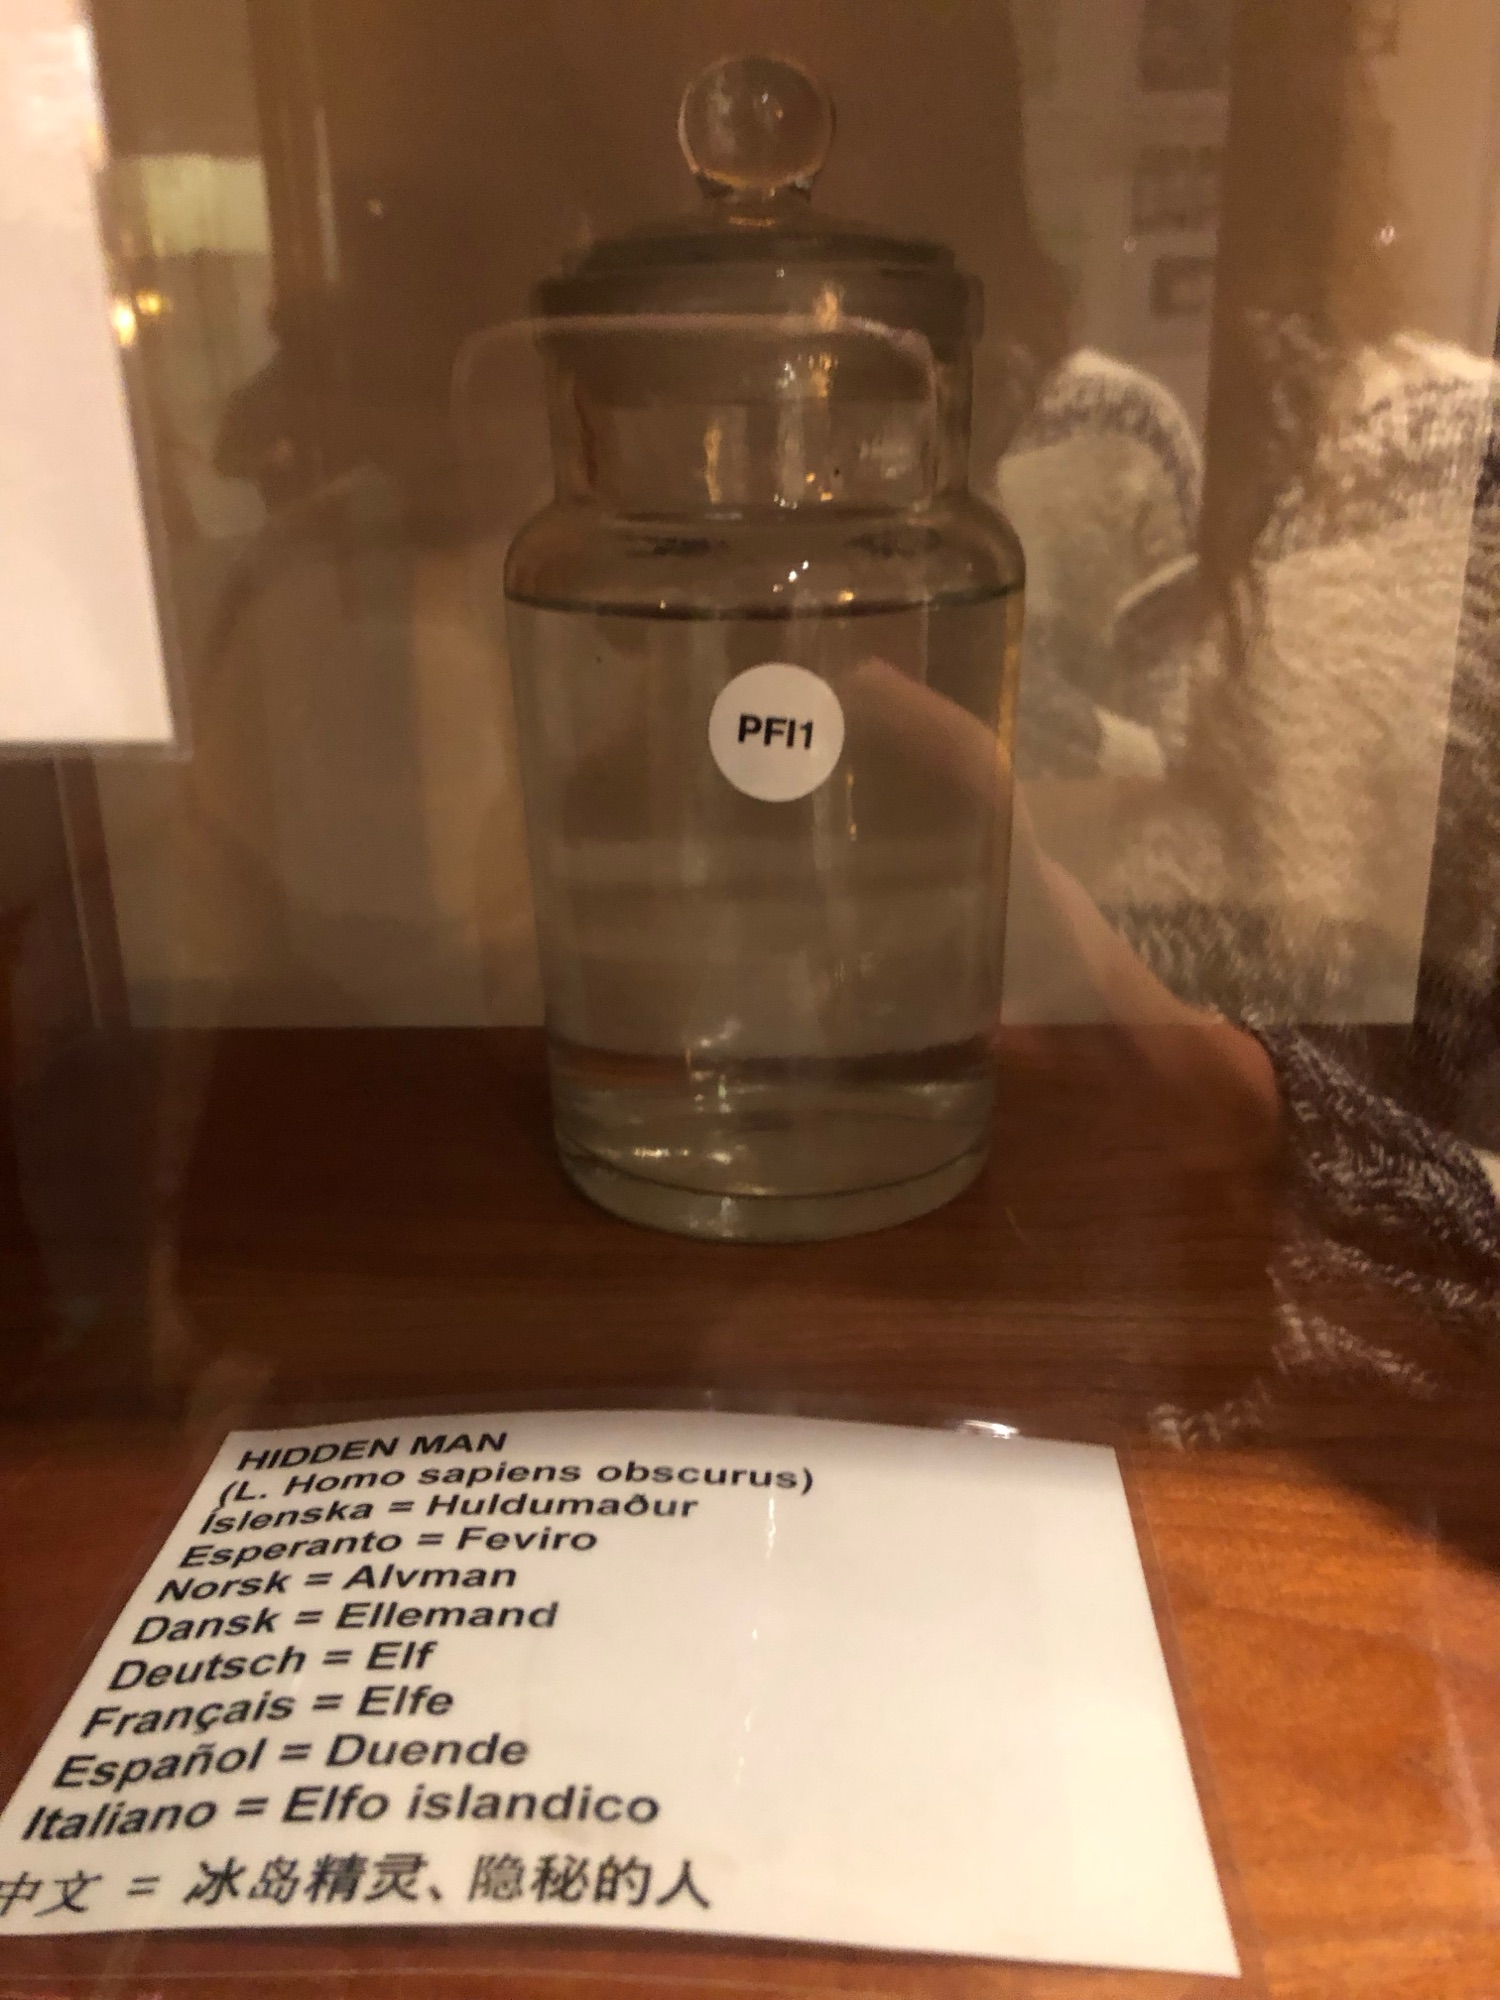 PFI1
HIDDEN MAN
(L. Homo sapiens obscurus)
Íslenska = Huldumaður
Esperanto = Feviro
Norsk = Alvman
Dansk = Ellemand
Deutsch = Elf
Français = Elfe
Español = Duende
Italiano = Elfo islandico
中文 = 冰岛精灵、隐秘的人